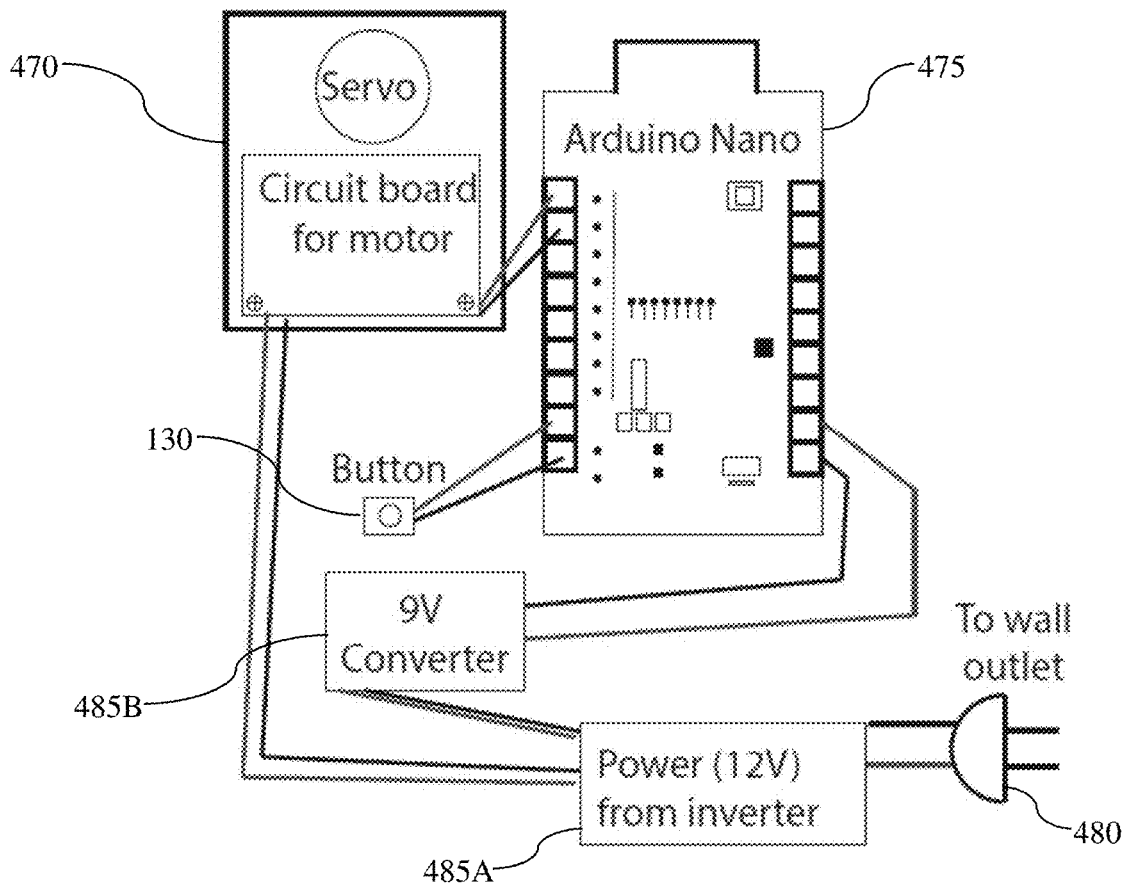 470
Servo
Circuit board
for motor
475
Arduino Nano
130
Button
9V
Converter
485B
To wall
outlet
Power (12V)
from inverter
480
485A